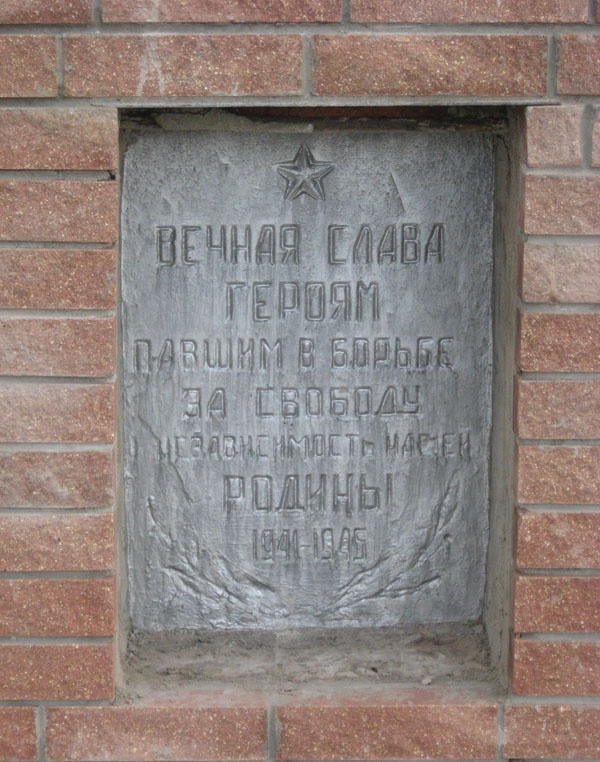 ВЕЧНАЯ СЛАВА
ГЕРОЯМ
ПАВШИМ В БОРЬБЕ
ЗА СВОБОДУ
И НЕЗАВИСИМОСТЬ НАШЕЙ
РОДИНЫ
1941-1945